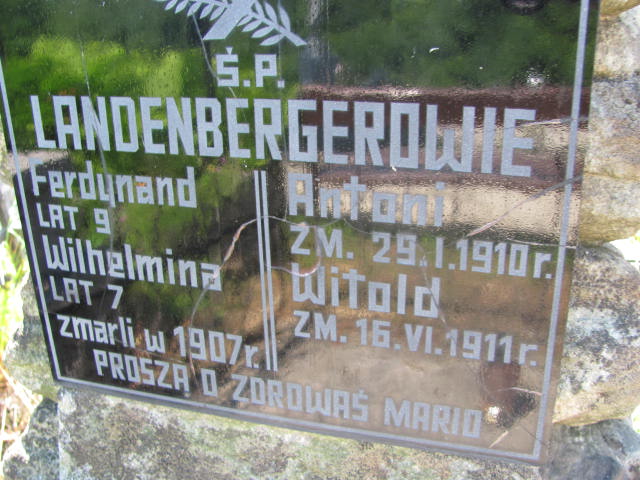 Ś.P.
LANDENBERGEROWIE
Ferdynand
LAT 9
Wilhelmina
LAT 7
zmarli w 1907r.
Antoni
ZM. 29.I.1910r.
Witold
ZM. 16.VI.1911r.
PROSZĄ O ZDROWAŚ MARIO